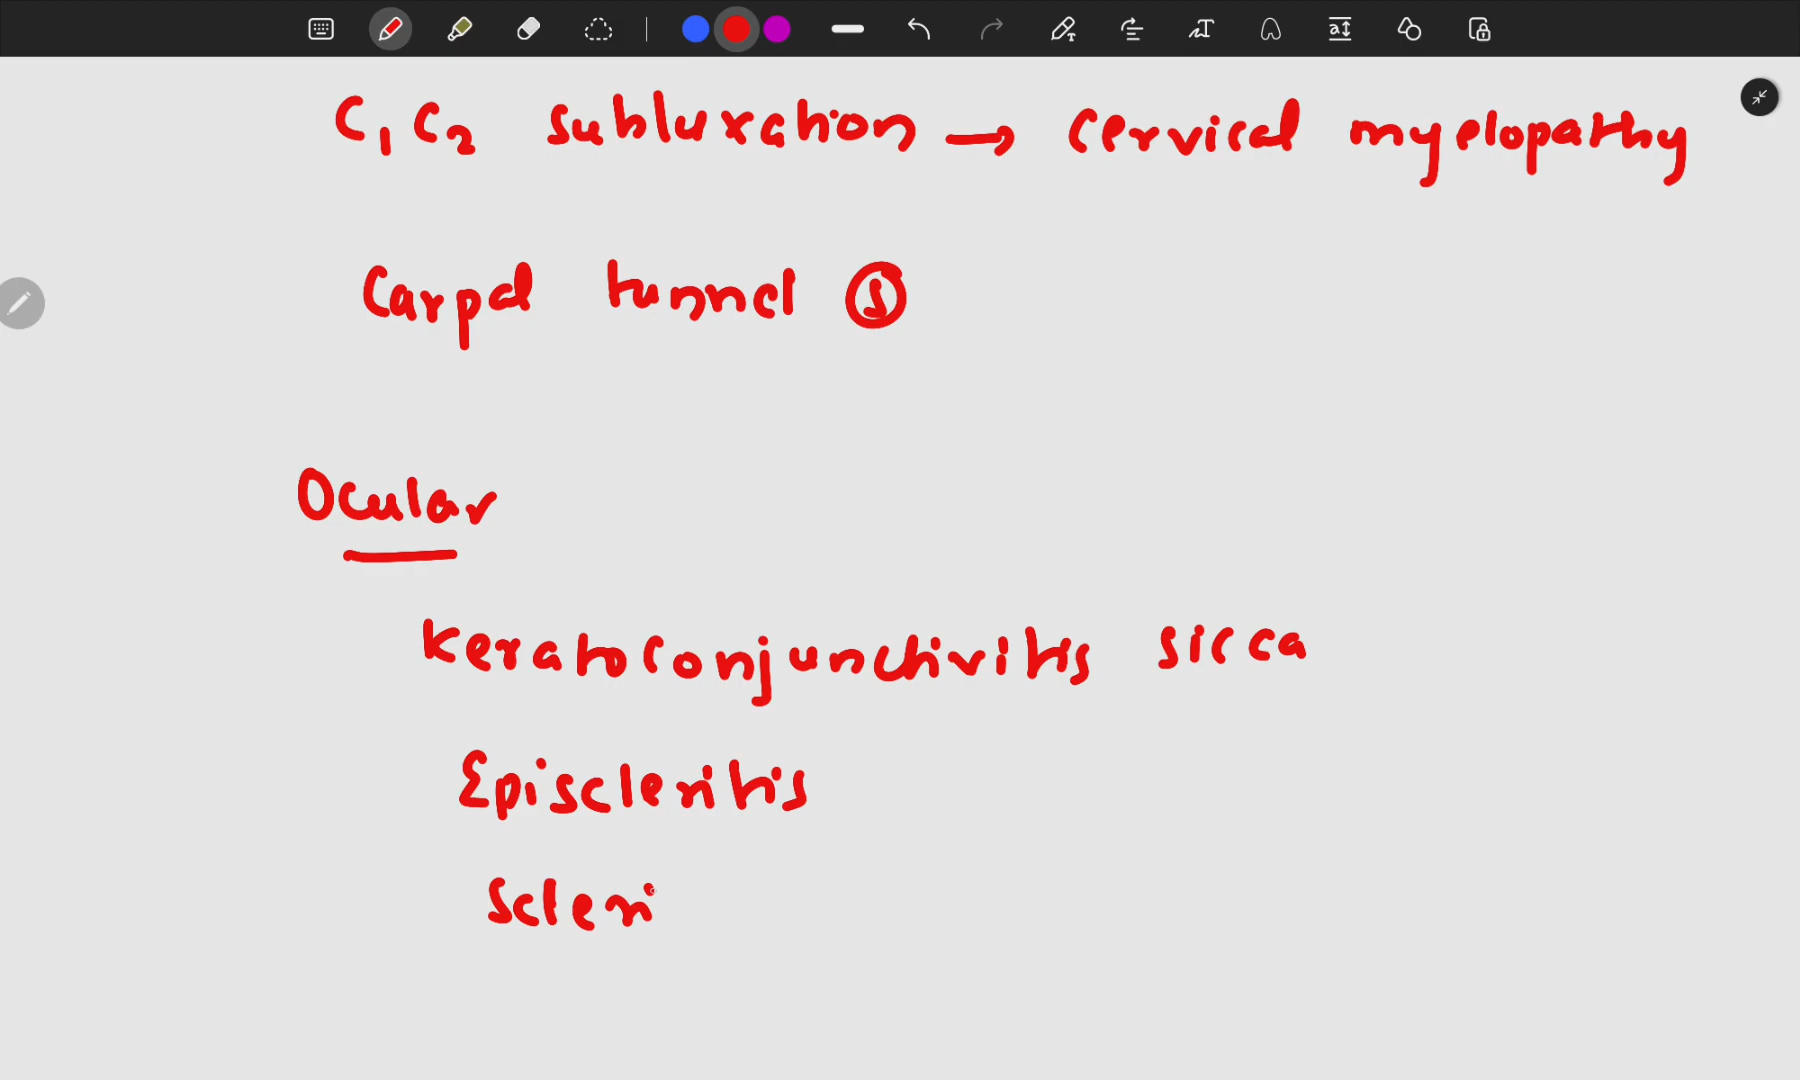 C1 C2 subluxation → cervical myelopathy
Carpal tunnel Ⓢ
Ocular
Keratoconjunctivitis sicca
Episcleritis
Scleri